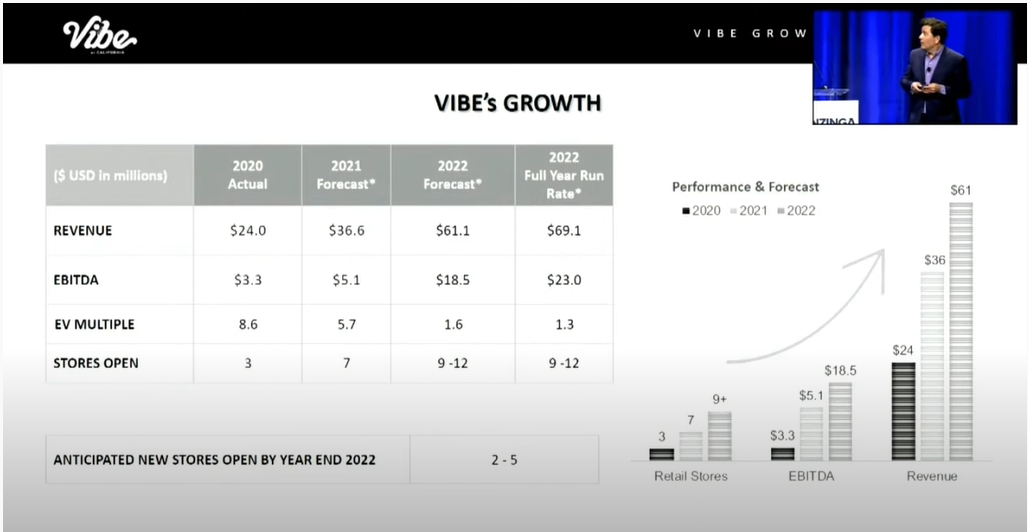 Vibe
BY CALIFORNIA
VIBE GROW
NZINGA
VIBE's GROWTH
($ USD in millions) 2020 Actual 2021 Forecast* 2022 Forecast* 2022 Full Year Run Rate*
REVENUE $24.0 $36.6 $61.1 $69.1
EBITDA $3.3 $5.1 $18.5 $23.0
EV MULTIPLE 8.6 5.7 1.6 1.3
STORES OPEN 3 7 9 -12 9 -12
ANTICIPATED NEW STORES OPEN BY YEAR END 2022 2 - 5
Performance & Forecast
2020 2021 2022
3 7 9+
$3.3 $5.1 $18.5
$24 $36 $61
Retail Stores EBITDA Revenue